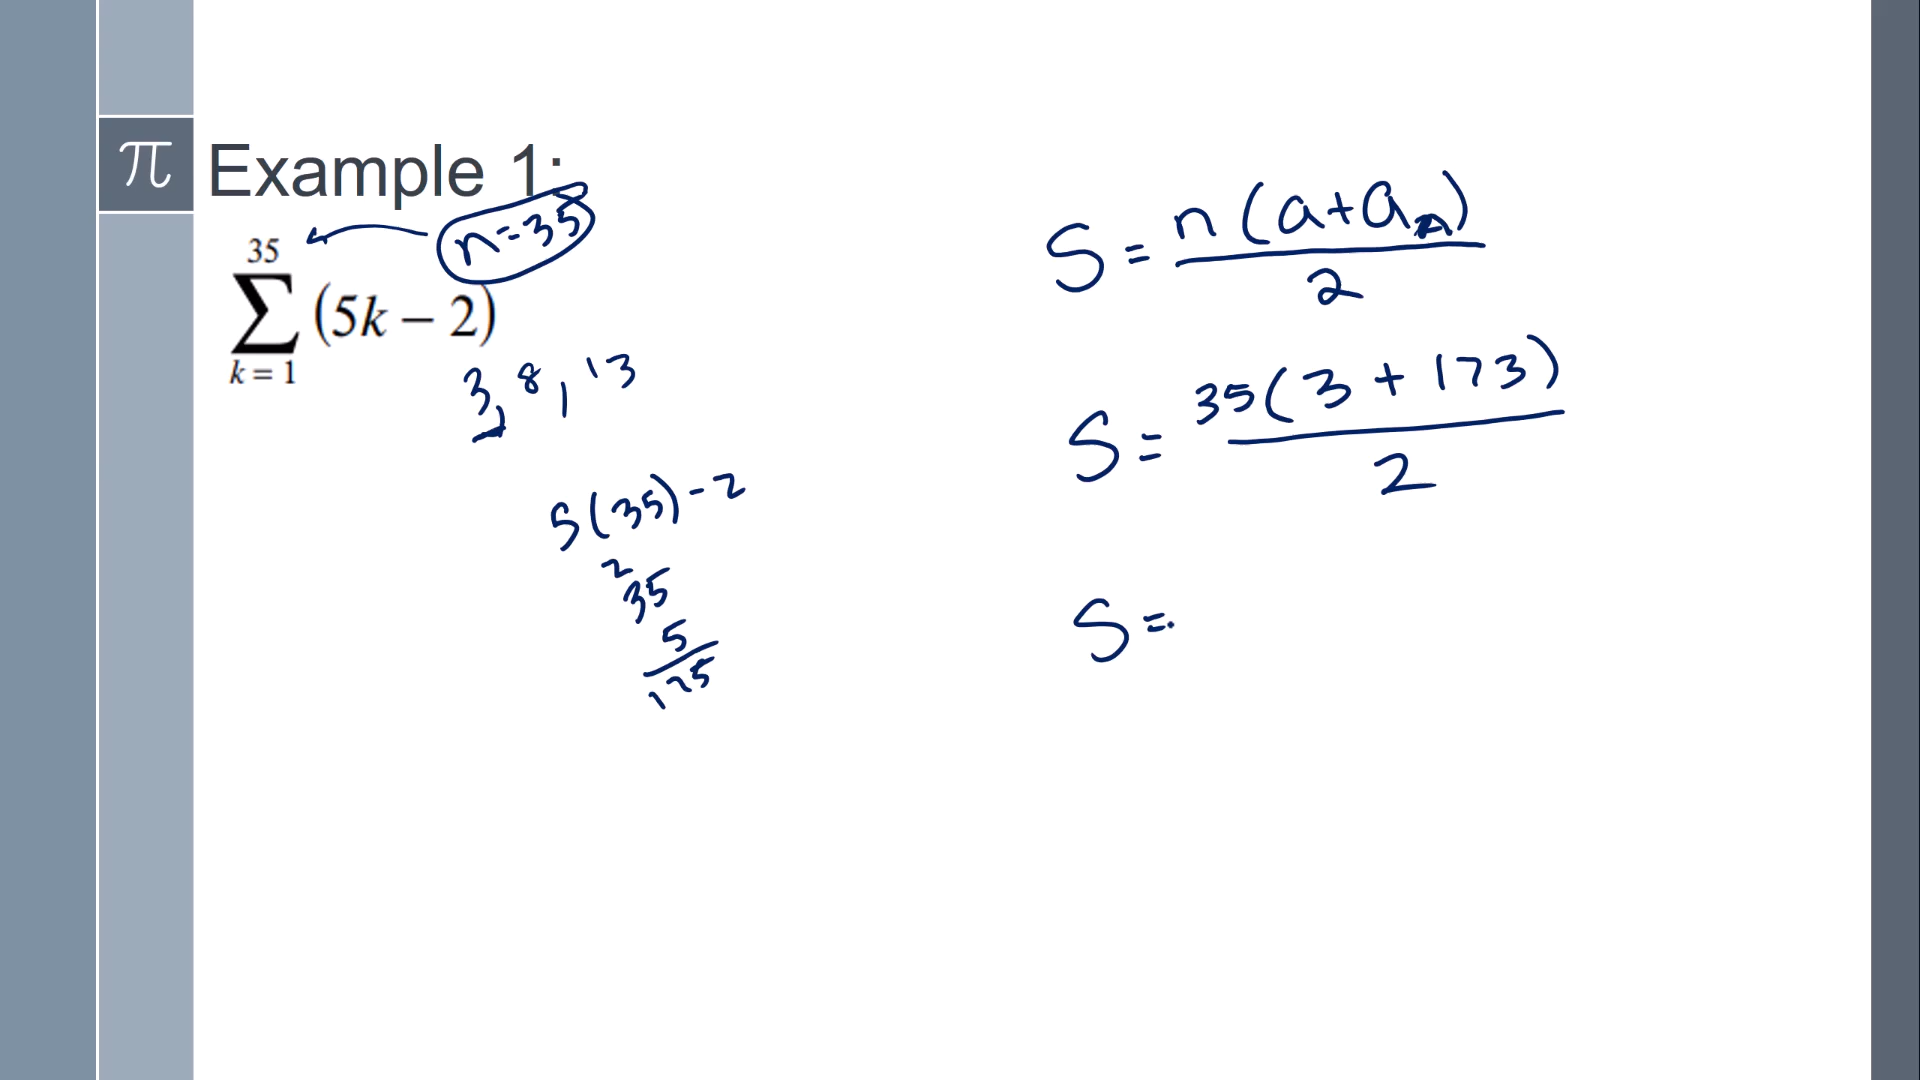 π Example 1:
n=35
35
∑ (5k – 2)
k = 1
3, 8, 13
5(35)-2
2
35
5
175
S = n(a+aₙ)
2
S = 35(3 + 173)
2
S =